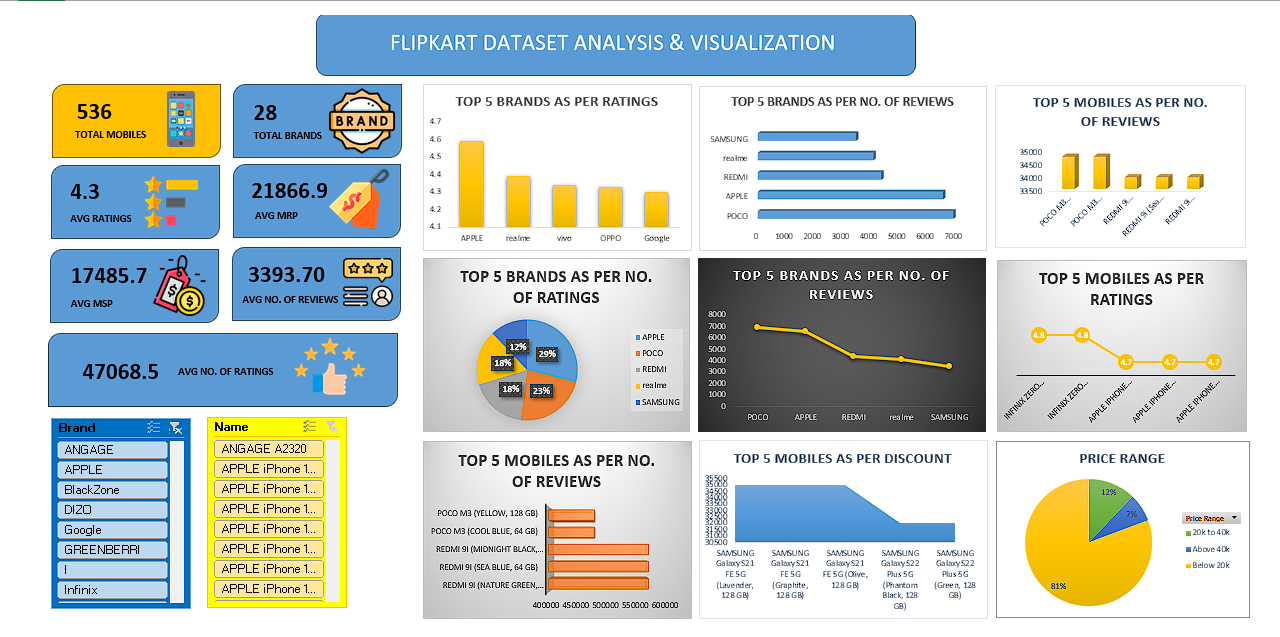 FLIPKART DATASET ANALYSIS & VISUALIZATION
536
TOTAL MOBILES
28
TOTAL BRANDS
BRAND
4.3
AVG RATINGS
21866.9
AVG MRP
17485.7
AVG MSP
3393.70
AVG NO. OF REVIEWS
47068.5
AVG NO. OF RATINGS
Brand
ANGAGE
APPLE
BlackZone
DIZO
Google
GREENBERRI
I
Infinix
Name
ANGAGE A2320
APPLE iPhone 1...
APPLE iPhone 1...
APPLE iPhone 1...
APPLE iPhone 1...
APPLE iPhone 1...
APPLE iPhone 1...
APPLE iPhone 1...
TOP 5 BRANDS AS PER RATINGS
4.7
4.6
4.5
4.4
4.3
4.2
4.1
APPLE realme vivo OPPO Google
TOP 5 BRANDS AS PER NO. OF REVIEWS
SAMSUNG
realme
REDMI
APPLE
POCO
0 1000 2000 3000 4000 5000 6000 7000
TOP 5 MOBILES AS PER NO.
OF REVIEWS
35000
34500
34000
33500
POCO M3...
POCO M3...
REDMI 9i...
REDMI 9i (Sea...
REDMI 9i...
TOP 5 BRANDS AS PER NO.
OF RATINGS
12%
29%
18%
18%
23%
APPLE
POCO
REDMI
realme
SAMSUNG
TOP 5 BRANDS AS PER NO. OF
REVIEWS
8000
7000
6000
5000
4000
3000
2000
1000
0
POCO APPLE REDMI realme SAMSUNG
TOP 5 MOBILES AS PER
RATINGS
4.8 4.8
4.7 4.7 4.7
INFINIX ZERO...
INFINIX ZERO...
APPLE IPHONE...
APPLE IPHONE...
APPLE IPHONE...
TOP 5 MOBILES AS PER NO.
OF REVIEWS
POCO M3 (YELLOW, 128 GB)
POCO M3 (COOL BLUE, 64 GB)
REDMI 9I (MIDNIGHT BLACK,...
REDMI 9I (SEA BLUE, 64 GB)
REDMI 9I (NATURE GREEN,...
400000 450000 500000 550000 600000
TOP 5 MOBILES AS PER DISCOUNT
35500
35000
34500
34000
33500
33000
32500
32000
31500
31000
30500
SAMSUNG SAMSUNG SAMSUNG SAMSUNG SAMSUNG
Galaxy S21 Galaxy S21 Galaxy S21 Galaxy S22 Galaxy S22
FE 5G FE 5G FE 5G (Olive, Plus 5G Plus 5G
(Lavender, (Graphite, 128 GB) (Phantom (Green, 128
128 GB) 128 GB) Black, 128 GB)
GB)
PRICE RANGE
12%
7%
81%
Price Range
20k to 40k
Above 40k
Below 20k